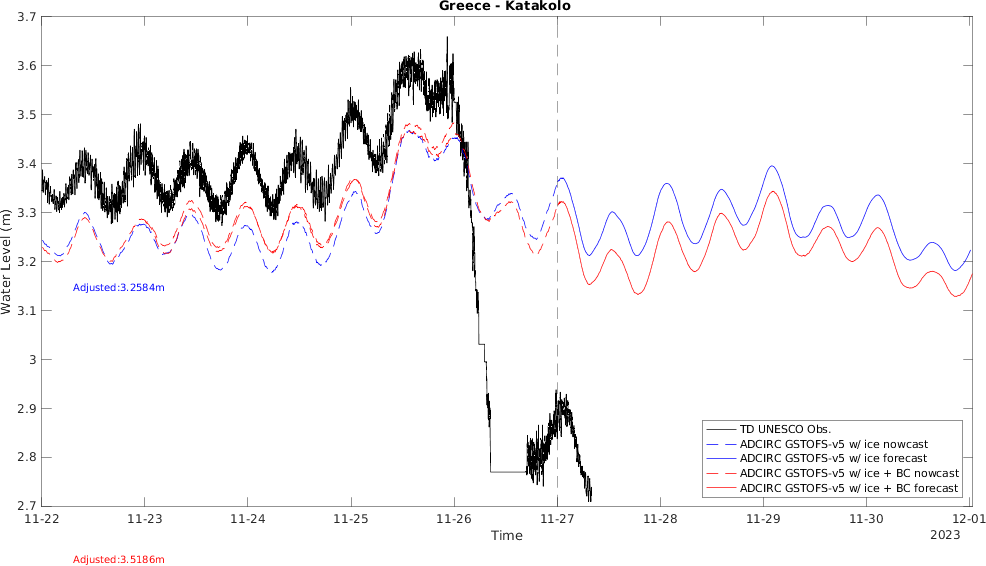 Greece - Katakolo
3.7
3.6
3.5
3.4
3.3
3.2
3.1
3
2.9
2.8
2.7
Water Level (m)
Adjusted:3.2584m
TD UNESCO Obs.
ADCIRC GSTOFS-v5 w/ ice nowcast
ADCIRC GSTOFS-v5 w/ ice forecast
ADCIRC GSTOFS-v5 w/ ice + BC nowcast
ADCIRC GSTOFS-v5 w/ ice + BC forecast
11-22 11-23 11-24 11-25 11-26 11-27 11-28 11-29 11-30 12-01
Time
2023
Adjusted:3.5186m